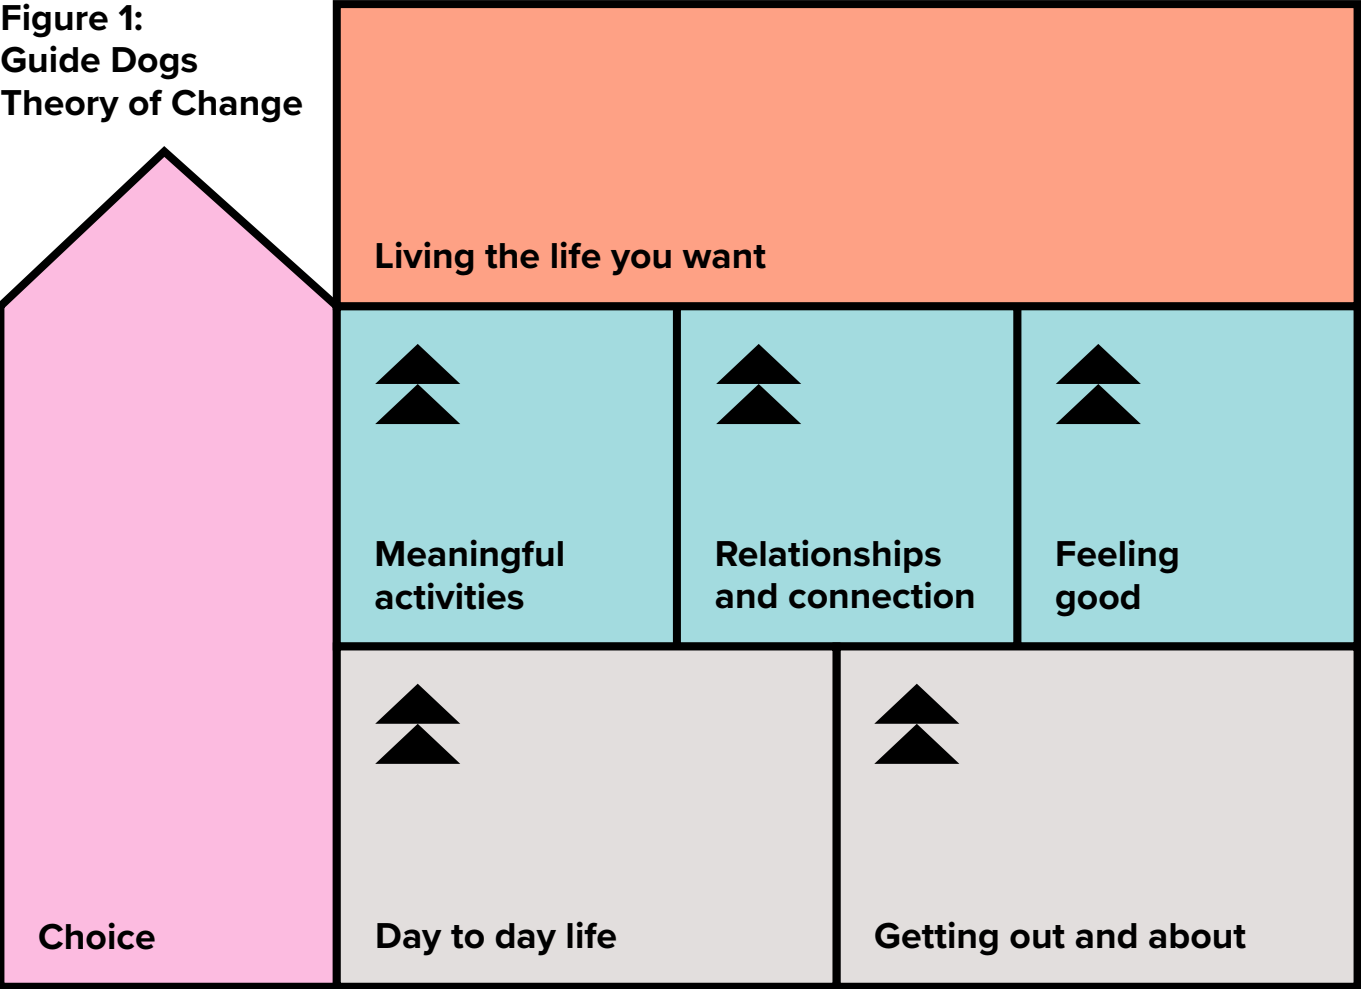 Figure 1:
Guide Dogs
Theory of Change
Living the life you want
Meaningful
activities
Relationships
and connection
Feeling
good
Choice
Day to day life
Getting out and about